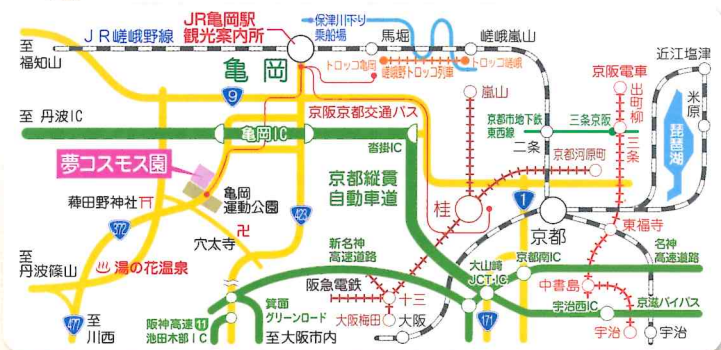 JR亀岡駅
観光案内所
保津川下り
乗船場
馬堀
嵯峨嵐山
近江塩津
至
福知山
JR嵯峨野線
亀岡
トロッコ亀岡
嵯峨野トロッコ列車
トロッコ嵯峨
京阪電車
出町柳
米原
9
嵐山
至 丹波IC
京阪京都交通バス
京都市地下鉄
東西線
三条京阪
三条
琵琶湖
亀岡IC
沓掛IC
二条
京都河原町
夢コスモス園
京都縦貫
自動車道
亀岡
運動公園
薭田野神社
桂
1
372
423
京都
東福寺
穴太寺
至
丹波篠山
湯の花温泉
新名神
高速道路
名神
高速道路
大山崎
JCT・IC
京都南IC
阪急電鉄
十三
中書島
宇治西IC
京滋バイパス
477
至
川西
箕面
グリーンロード
阪神高速 11
池田木部IC
至大阪市内
大阪梅田
大阪
171
宇治
宇治